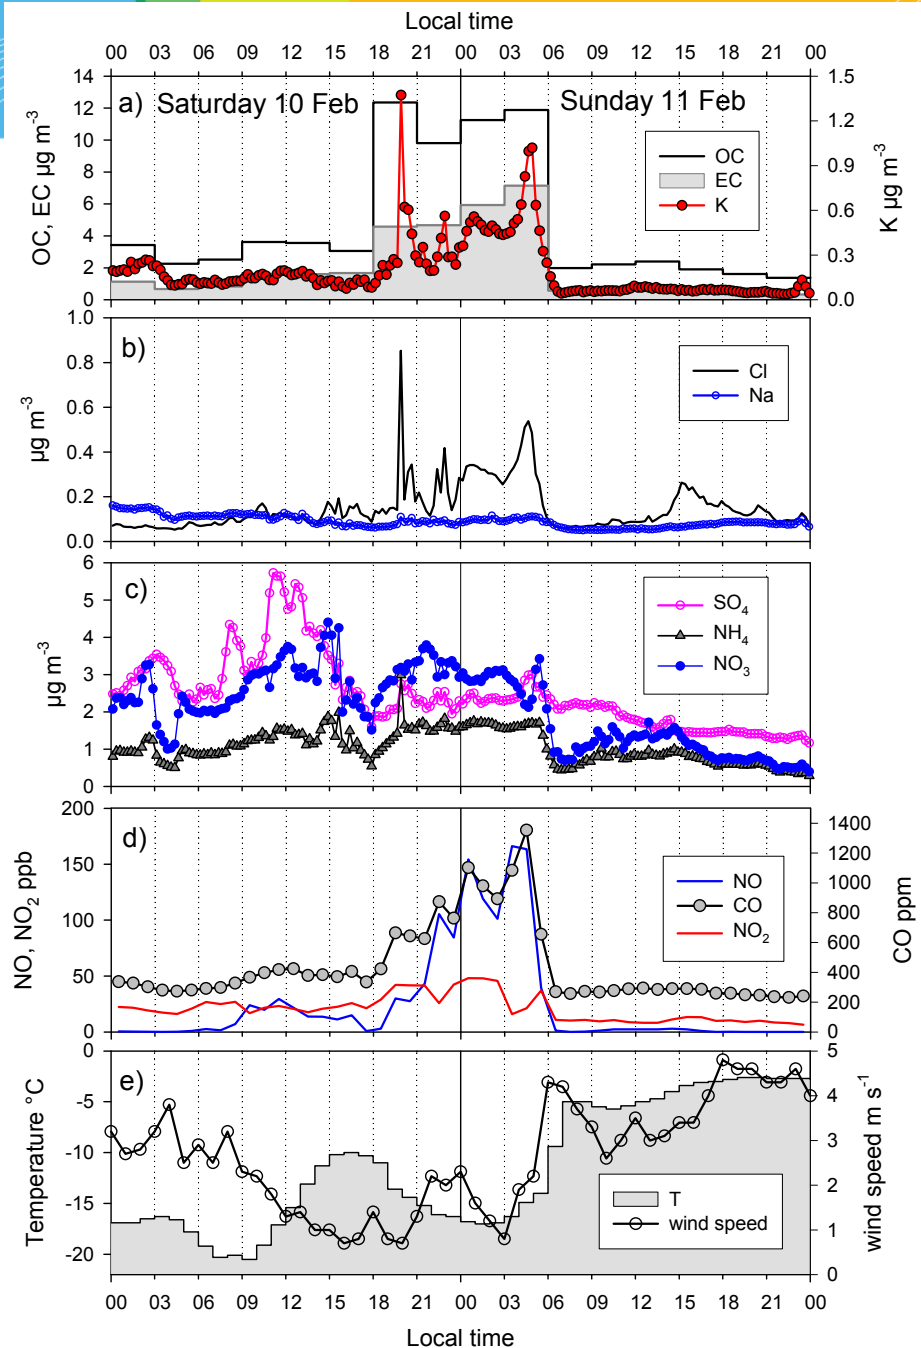 Local time
00 03 06 09 12 15 18 21 00 03 06 09 12 15 18 21 00
a) Saturday 10 Feb Sunday 11 Feb
OC, EC µg m-3
14
12
10
8
6
4
2
0
K µg m-3
1.5
1.2
0.9
0.6
0.3
0.0
OC
EC
K
b)
µg m-3
1.0
0.8
0.6
0.4
0.2
0.0
Cl
Na
c)
µg m-3
6
5
4
3
2
1
0
SO4
NH4
NO3
d)
NO, NO2 ppb
200
150
100
50
0
CO ppm
1400
1200
1000
800
600
400
200
0
NO
CO
NO2
e)
Temperature °C
0
-5
-10
-15
-20
wind speed m s-1
5
4
3
2
1
0
T
wind speed
00 03 06 09 12 15 18 21 00 03 06 09 12 15 18 21 00
Local time